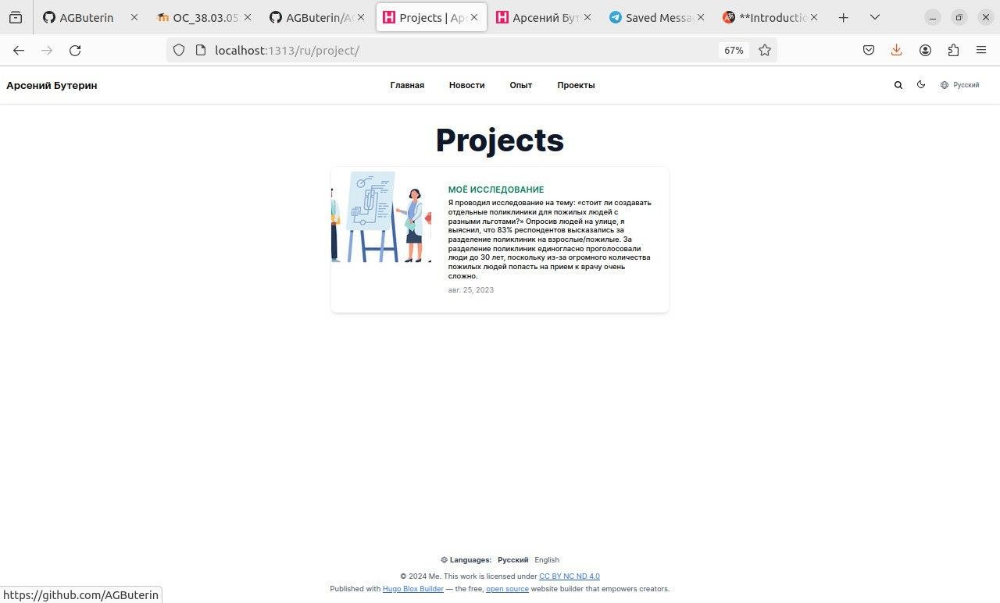 AGButerin
OC_38.03.05
AGButerin/A
Projects | Ар
Арсений Бут
Saved Messa
**Introductio
localhost:1313/ru/project/
67%
Арсений Бутерин
Главная
Новости
Опыт
Проекты
Русский
Projects
МОЁ ИССЛЕДОВАНИЕ
Я проводил исследование на тему: «стоит ли создавать
отдельные поликлиники для пожилых людей с
разными льготами?» Опросив людей на улице, я
выяснил, что 83% респондентов высказались за
разделение поликлиник на взрослые/пожилые. За
разделение поликлиник единогласно проголосовали
люди до 30 лет, поскольку из-за огромного количества
пожилых людей попасть на прием к врачу очень
сложно.
авг. 25, 2023
Languages: Русский English
© 2024 Me. This work is licensed under CC BY NC ND 4.0
Published with Hugo Blox Builder — the free, open source website builder that empowers creators.
https://github.com/AGButerin